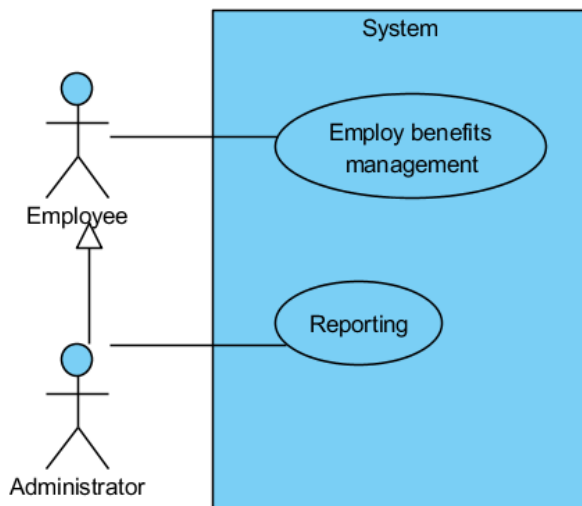 System
Employ benefits
management
Employee
Reporting
Administrator